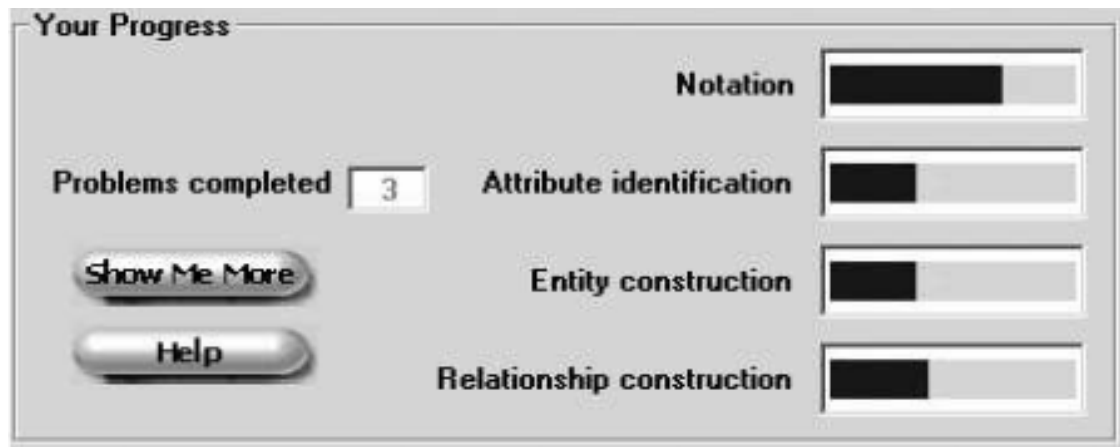 Your Progress
Notation
Problems completed 3
Attribute identification
Show Me More
Entity construction
Help
Relationship construction